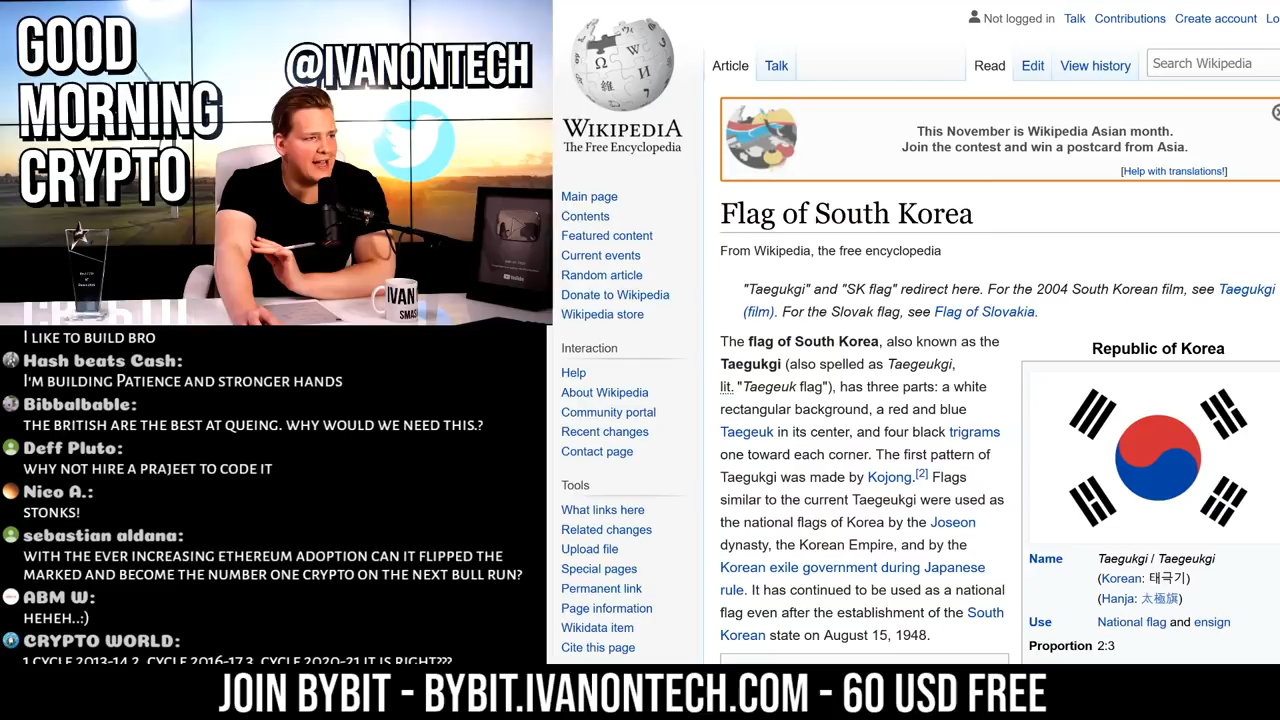 GOOD
MORNING
CRYPTO
@IVANONTECH
IVAN
I LIKE TO BUILD BRO
Hash beats Cash:
I'M BUILDING PATIENCE AND STRONGER HANDS
Bibbalbable:
THE BRITISH ARE THE BEST AT QUEING. WHY WOULD WE NEED THIS.?
Deff Pluto:
WHY NOT HIRE A PRAJEET TO CODE IT
Nico A.:
STONKS!
sebastian aldana:
WITH THE EVER INCREASING ETHEREUM ADOPTION CAN IT FLIPPED THE
MARKED AND BECOME THE NUMBER ONE CRYPTO ON THE NEXT BULL RUN?
ABM W:
HEHEH..:)
CRYPTO WORLD:
1 CYCLE 2013-14 2, CYCLE 2016-17 3, CYCLE 2020-21 IT IS RIGHT???
WIKIPEDIA
The Free Encyclopedia
Main page
Contents
Featured content
Current events
Random article
Donate to Wikipedia
Wikipedia store
Interaction
Help
About Wikipedia
Community portal
Recent changes
Contact page
Tools
What links here
Related changes
Upload file
Special pages
Permanent link
Page information
Wikidata item
Cite this page
Not logged in Talk Contributions Create account Lo
Article Talk Read Edit View history Search Wikipedia
This November is Wikipedia Asian month.
Join the contest and win a postcard from Asia.
[Help with translations!]
Flag of South Korea
From Wikipedia, the free encyclopedia
"Taegukgi" and "SK flag" redirect here. For the 2004 South Korean film, see Taegukgi
(film). For the Slovak flag, see Flag of Slovakia.
The flag of South Korea, also known as the
Taegukgi (also spelled as Taegeukgi,
lit. "Taegeuk flag"), has three parts: a white
rectangular background, a red and blue
Taegeuk in its center, and four black trigrams
one toward each corner. The first pattern of
Taegukgi was made by Kojong.[2] Flags
similar to the current Taegeukgi were used as
the national flags of Korea by the Joseon
dynasty, the Korean Empire, and by the
Korean exile government during Japanese
rule. It has continued to be used as a national
flag even after the establishment of the South
Korean state on August 15, 1948.
Republic of Korea
Name Taegukgi / Taegeukgi
(Korean: 태극기)
(Hanja: 太極旗)
Use National flag and ensign
Proportion 2:3
JOIN BYBIT - BYBIT.IVANONTECH.COM - 60 USD FREE